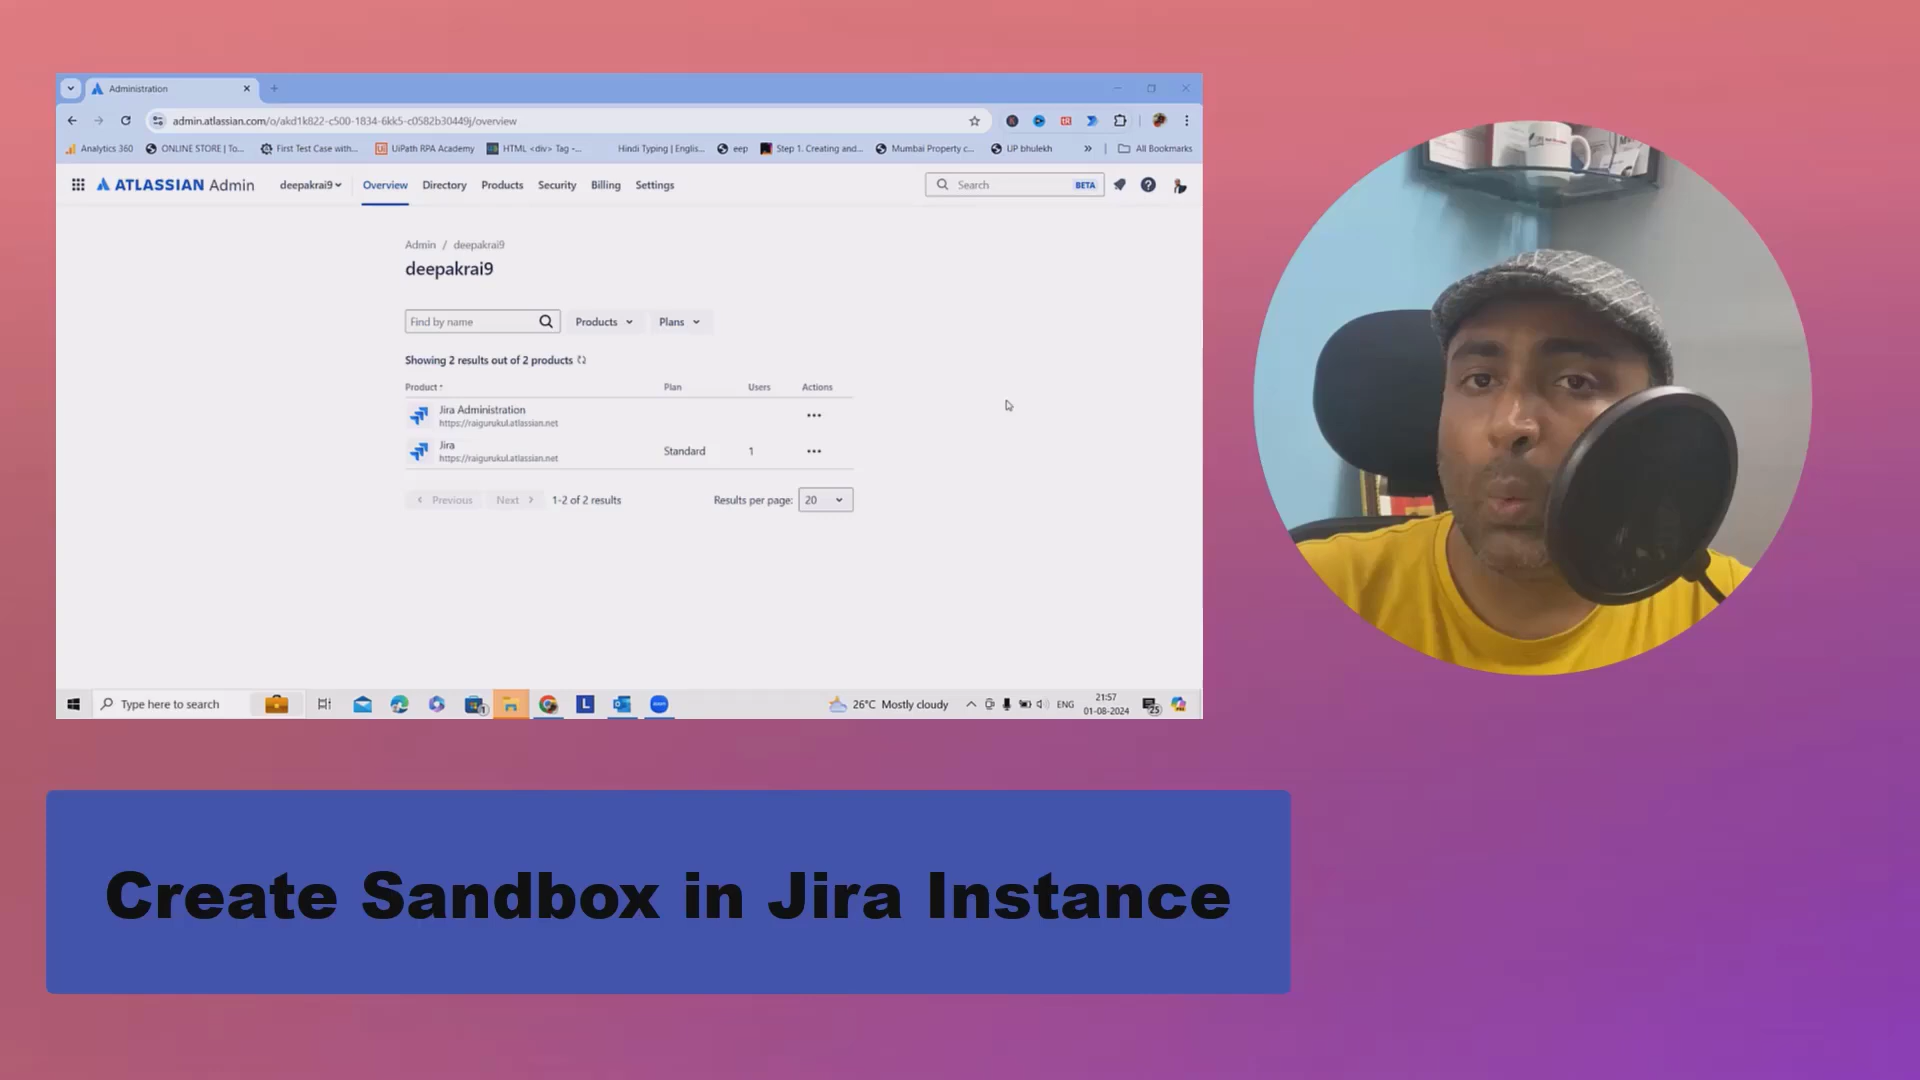 Administration
admin.atlassian.com/o/akd1k822-c500-1834-6kk5-c0582b30449j/overview
Analytics 360 ONLINE STORE | To... First Test Case with... UiPath RPA Academy HTML <div> Tag -... Hindi Typing | Englis... eep Step 1. Creating and... Mumbai Property c... UP bhulekh » All Bookmarks
ATLASSIAN Admin deepakrai9 Overview Directory Products Security Billing Settings Search BETA
Admin / deepakrai9
deepakrai9
Find by name Products Plans
Showing 2 results out of 2 products
Product Plan Users Actions
Jira Administration
https://raigurukul.atlassian.net
Jira
https://raigurukul.atlassian.net
Standard 1
Previous Next 1-2 of 2 results Results per page: 20
Type here to search 26°C Mostly cloudy ENG 21:57
01-08-2024 25
Create Sandbox in Jira Instance